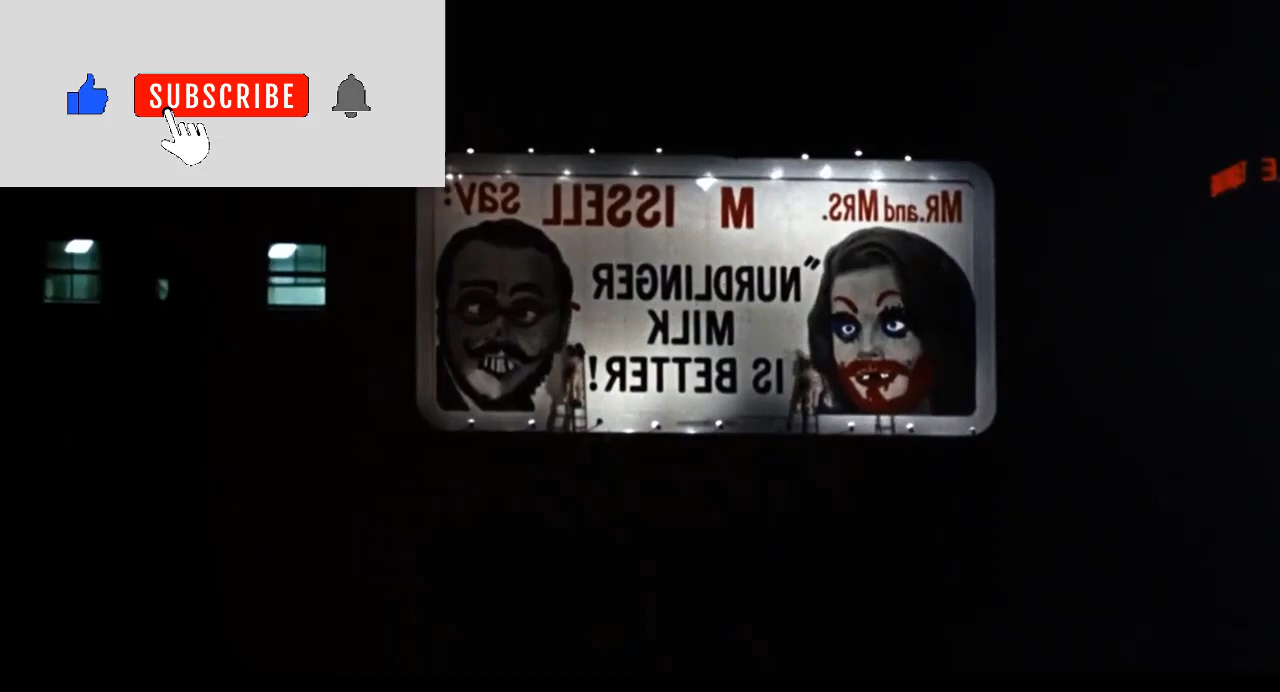 SUBSCRIBE
Mr. and Mrs. M ISSELL say:
"NURDLINGER
MILK
IS BETTER!